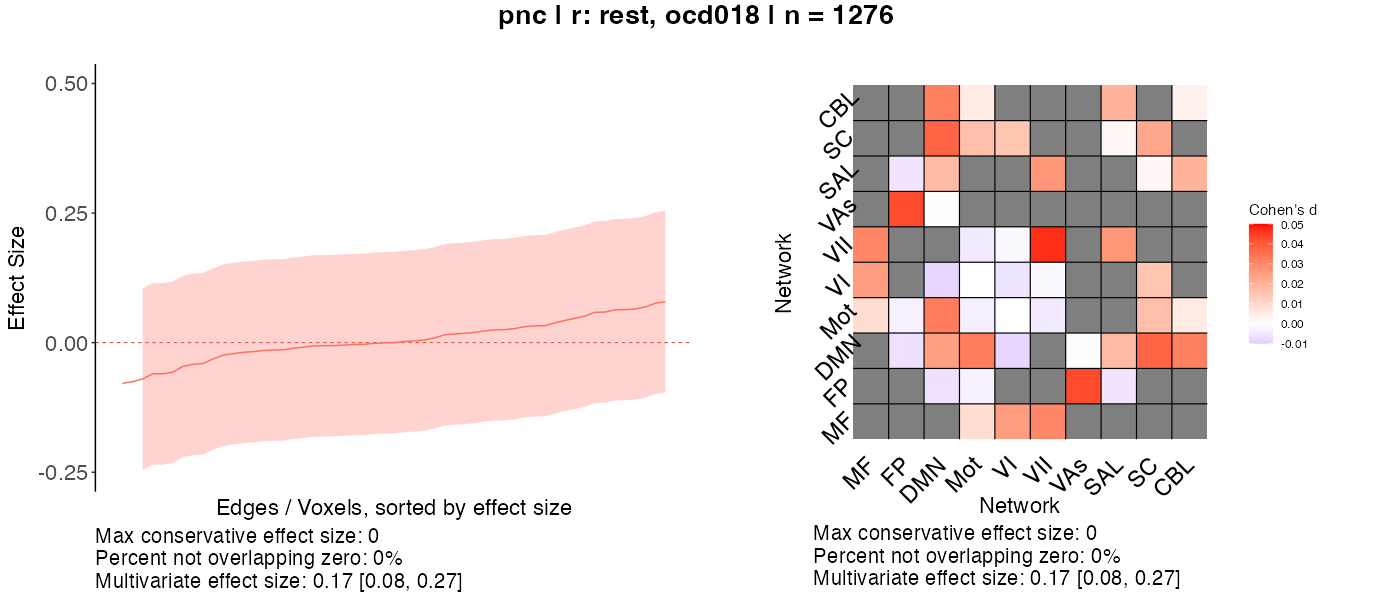 pnc | r: rest, ocd018 | n = 1276
0.50
0.25
0.00
-0.25
Effect Size
Edges / Voxels, sorted by effect size
Max conservative effect size: 0
Percent not overlapping zero: 0%
Multivariate effect size: 0.17 [0.08, 0.27]
Network
CBL
SC
SAL
VAs
VII
VI
Mot
DMN
FP
MF
MF
FP
DMN
Mot
VI
VII
VAs
SAL
SC
CBL
Network
Max conservative effect size: 0
Percent not overlapping zero: 0%
Multivariate effect size: 0.17 [0.08, 0.27]
Cohen's d
0.05
0.04
0.03
0.02
0.01
0.00
-0.01